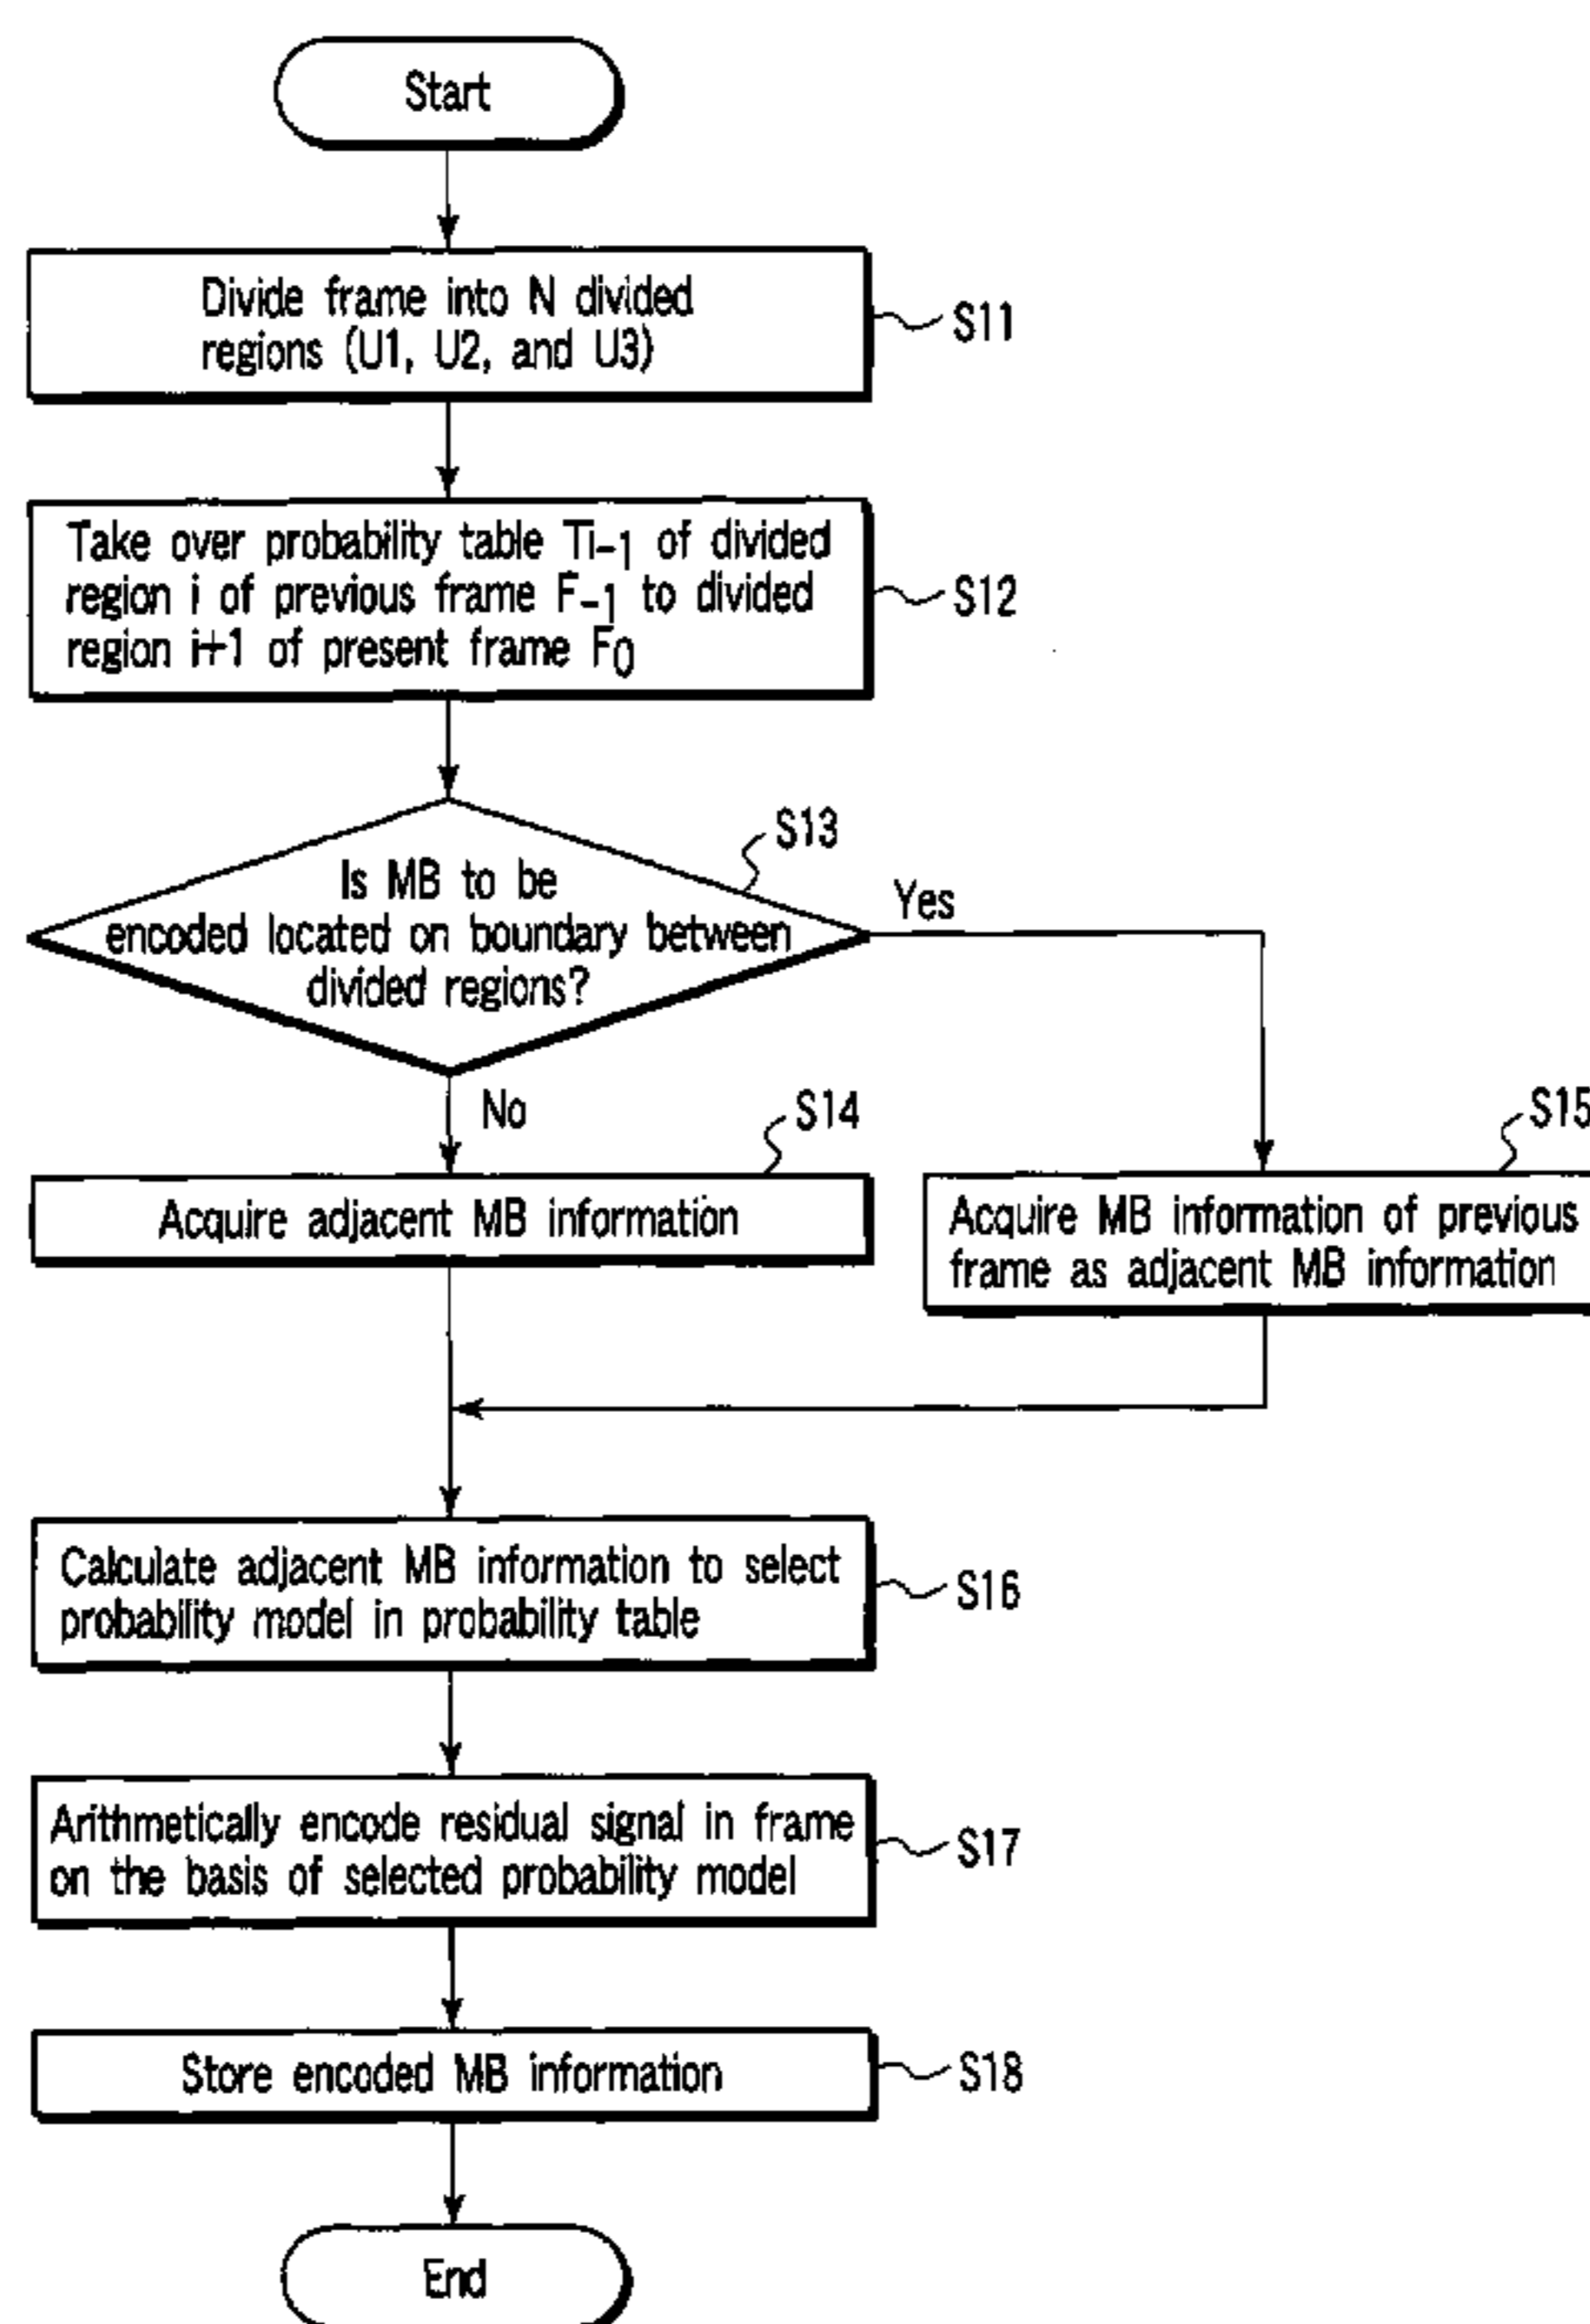 Start
Divide frame into N divided
regions (U1, U2, and U3)
S11
Take over probability table Ti-1 of divided
region i of previous frame F-1 to divided
region i+1 of present frame F0
S12
S13
Is MB to be
encoded located on boundary between
divided regions?
Yes
No
S14
Acquire adjacent MB information
S15
Acquire MB information of previous
frame as adjacent MB information
Calculate adjacent MB information to select
probability model in probability table
S16
Arithmetically encode residual signal in frame
on the basis of selected probability model
S17
Store encoded MB information
S18
End